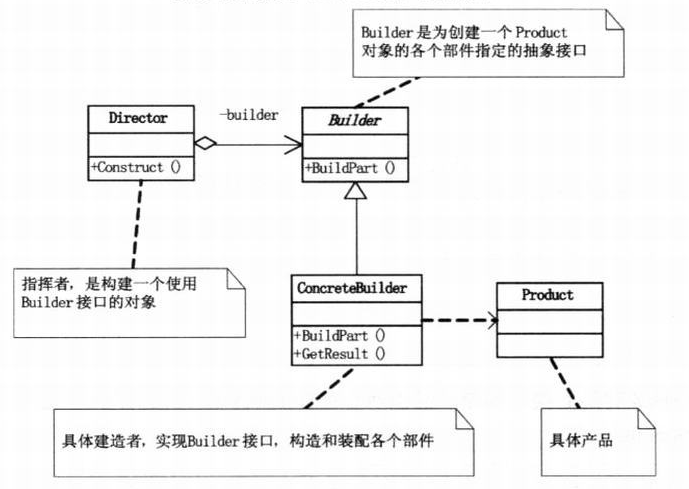 Builder是为创建一个Product
对象的各个部件指定的抽象接口
Director
-builder
Builder
+Construct()
+BuildPart()
指挥者，是构建一个使用
Builder接口的对象
ConcreteBuilder
Product
+BuildPart()
+GetResult()
具体建造者，实现Builder接口，构造和装配各个部件
具体产品